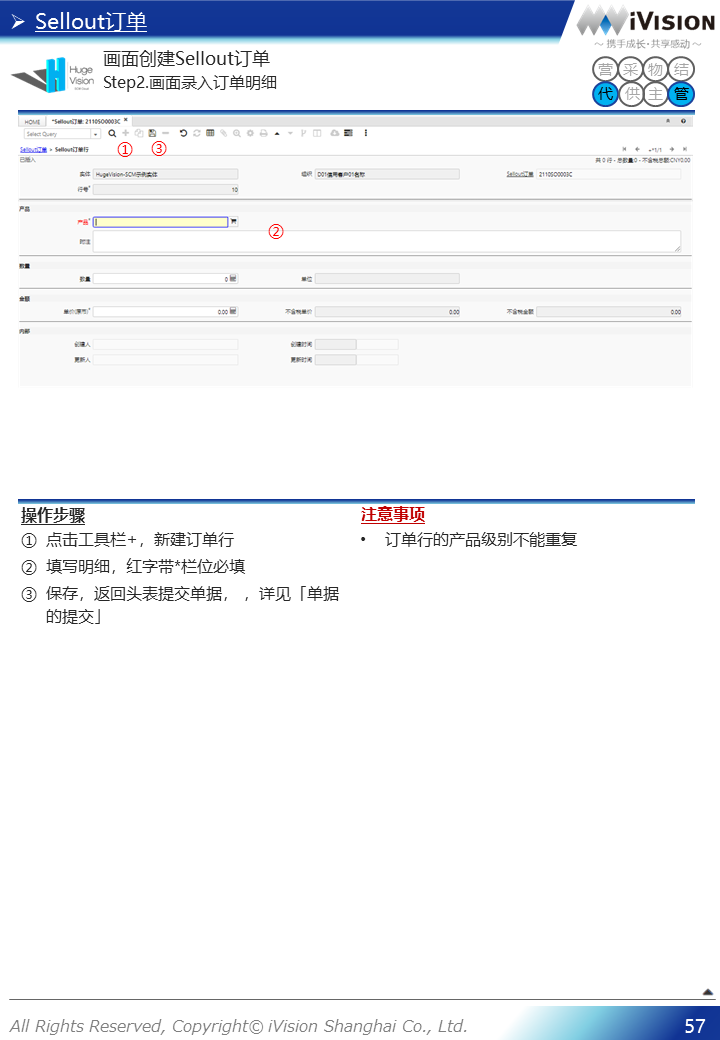 ➢ Sellout订单
iVISION
～ 携手成长·共享感动 ～
Huge
Vision
画面创建Sellout订单
Step2.画面录入订单明细
营 采 物 结
代 供 主 管
HOME *Sellout订单: 2110SO0003C ×
Select Query
① ③
Sellout订单 » Sellout订单行
+*1/1
已插入
共 0 行 - 总数量:0 - 不含税总额:CNY0.00
实体 HugeVision-SCM示例实体 组织 D01信用客户01名称 Sellout订单 2110SO0003C
行号* 10
产品
产品*
②
附注
数量
数量 0 单位
金额
单价(原币)* 0.00 不含税单价 0.00 不含税金额 0.00
内部
创建人 创建时间
更新人 更新时间
操作步骤
① 点击工具栏+，新建订单行
② 填写明细，红字带*栏位必填
③ 保存，返回头表提交单据，，详见「单据
的提交」
注意事项
• 订单行的产品级别不能重复
All Rights Reserved, Copyright© iVision Shanghai Co., Ltd.
57